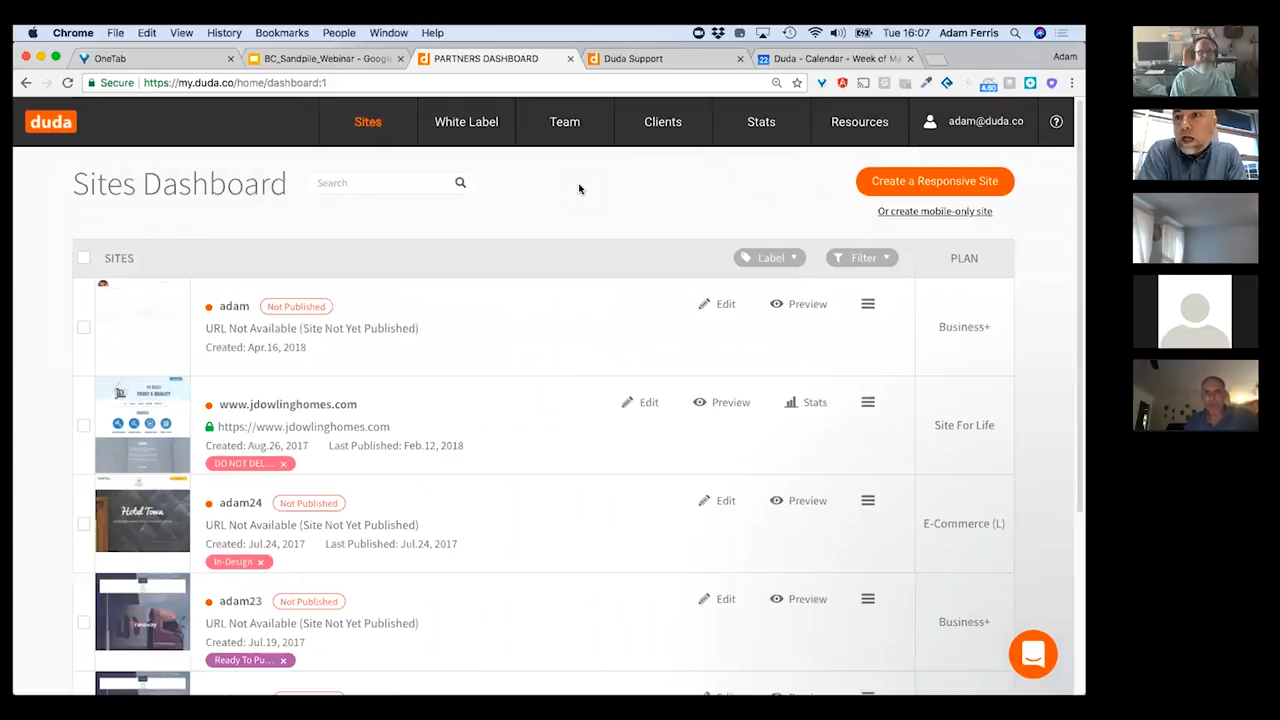 Chrome File Edit View History Bookmarks People Window Help Tue 16:07 Adam Ferris
OneTab BC_Sandpile_Webinar - Google PARTNERS DASHBOARD Duda Support Duda - Calendar - Week of Ma Adam
Secure https://my.duda.co/home/dashboard:1
duda Sites White Label Team Clients Stats Resources adam@duda.co
Sites Dashboard Search Create a Responsive Site
Or create mobile-only site
SITES Label Filter PLAN
adam Not Published Edit Preview
URL Not Available (Site Not Yet Published) Business+
Created: Apr.16, 2018
www.jdowlinghomes.com Edit Preview Stats
https://www.jdowlinghomes.com Site For Life
Created: Aug.26, 2017 Last Published: Feb.12, 2018
DO NOT DEL...
adam24 Not Published Edit Preview
Hotel Town
URL Not Available (Site Not Yet Published) E-Commerce (L)
Created: Jul.24, 2017 Last Published: Jul.24, 2017
In-Design
adam23 Not Published Edit Preview
URL Not Available (Site Not Yet Published) Business+
Created: Jul.19, 2017
Ready To Pu...